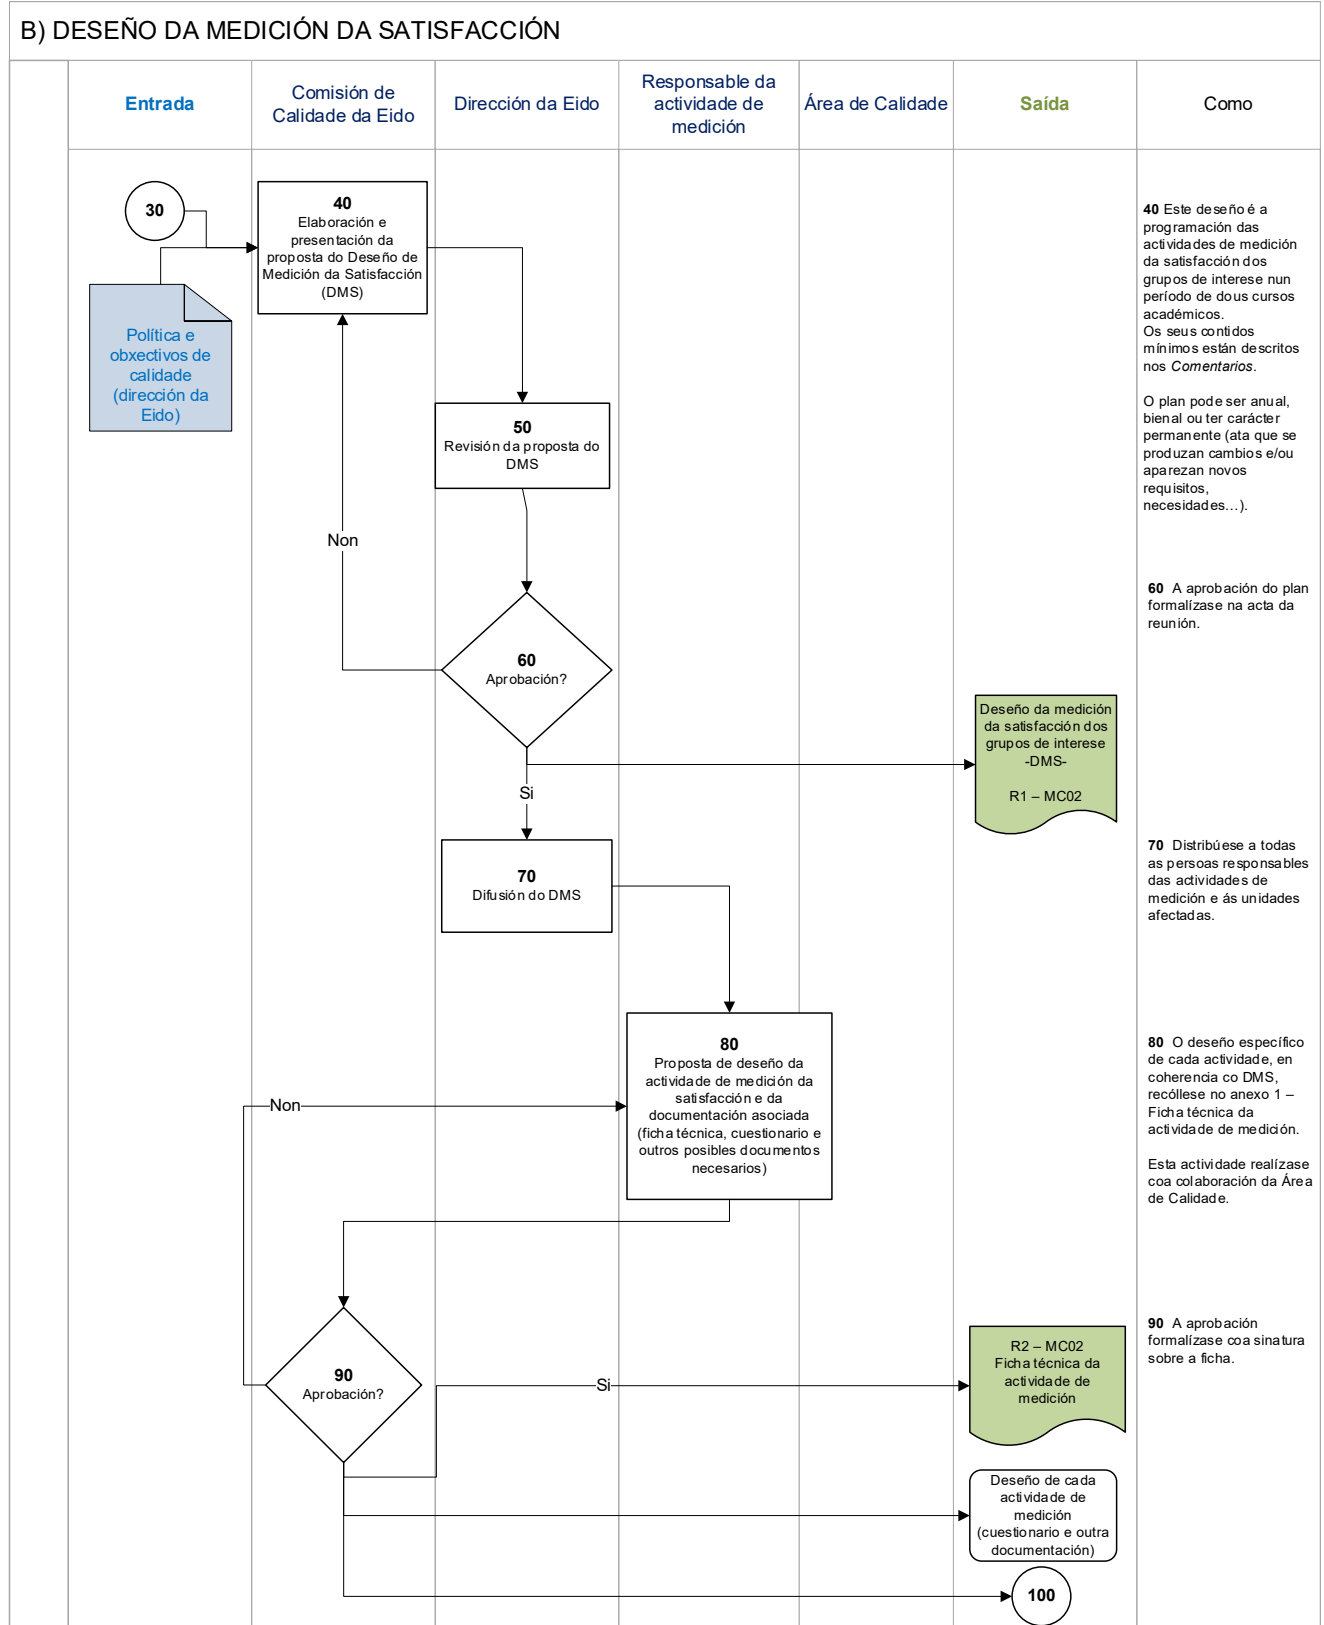 B) DESEÑO DA MEDICIÓN DA SATISFACCIÓN
Entrada
Comisión de
Calidade da Eido
Dirección da Eido
Responsable da
actividade de
medición
Área de Calidade
Saída
Como
30
40
Elaboración e
presentación da
proposta do Deseño de
Medición da Satisfacción
(DMS)
Política e
obxectivos de
calidade
(dirección da
Eido)
40 Este deseño é a
programación das
actividades de medición
da satisfacción dos
grupos de interese nun
período de dous cursos
académicos.
Os seus contidos
mínimos están descritos
nos Comentarios.
O plan pode ser anual,
bienal ou ter carácter
permanente (ata que se
produzan cambios e/ou
aparezan novos
requisitos,
necesidades…).
50
Revisión da proposta do
DMS
Non
60
Aprobación?
60 A aprobación do plan
formalízase na acta da
reunión.
Deseño da medición
da satisfacción dos
grupos de interese
-DMS-
R1 – MC02
Si
70
Difusión do DMS
70 Distribúese a todas
as persoas responsables
das actividades de
medición e ás unidades
afectadas.
80
Proposta de deseño da
actividade de medición da
satisfacción e da
documentación asociada
(ficha técnica, cuestionario e
outros posibles documentos
necesarios)
80 O deseño específico
de cada actividade, en
coherencia co DMS,
recóllese no anexo 1 –
Ficha técnica da
actividade de medición.
Esta actividade realízase
coa colaboración da Área
de Calidade.
Non
90
Aprobación?
Si
R2 – MC02
Ficha técnica da
actividade de
medición
90 A aprobación
formalízase coa sinatura
sobre a ficha.
Deseño de cada
actividade de
medición
(cuestionario e outra
documentación)
100